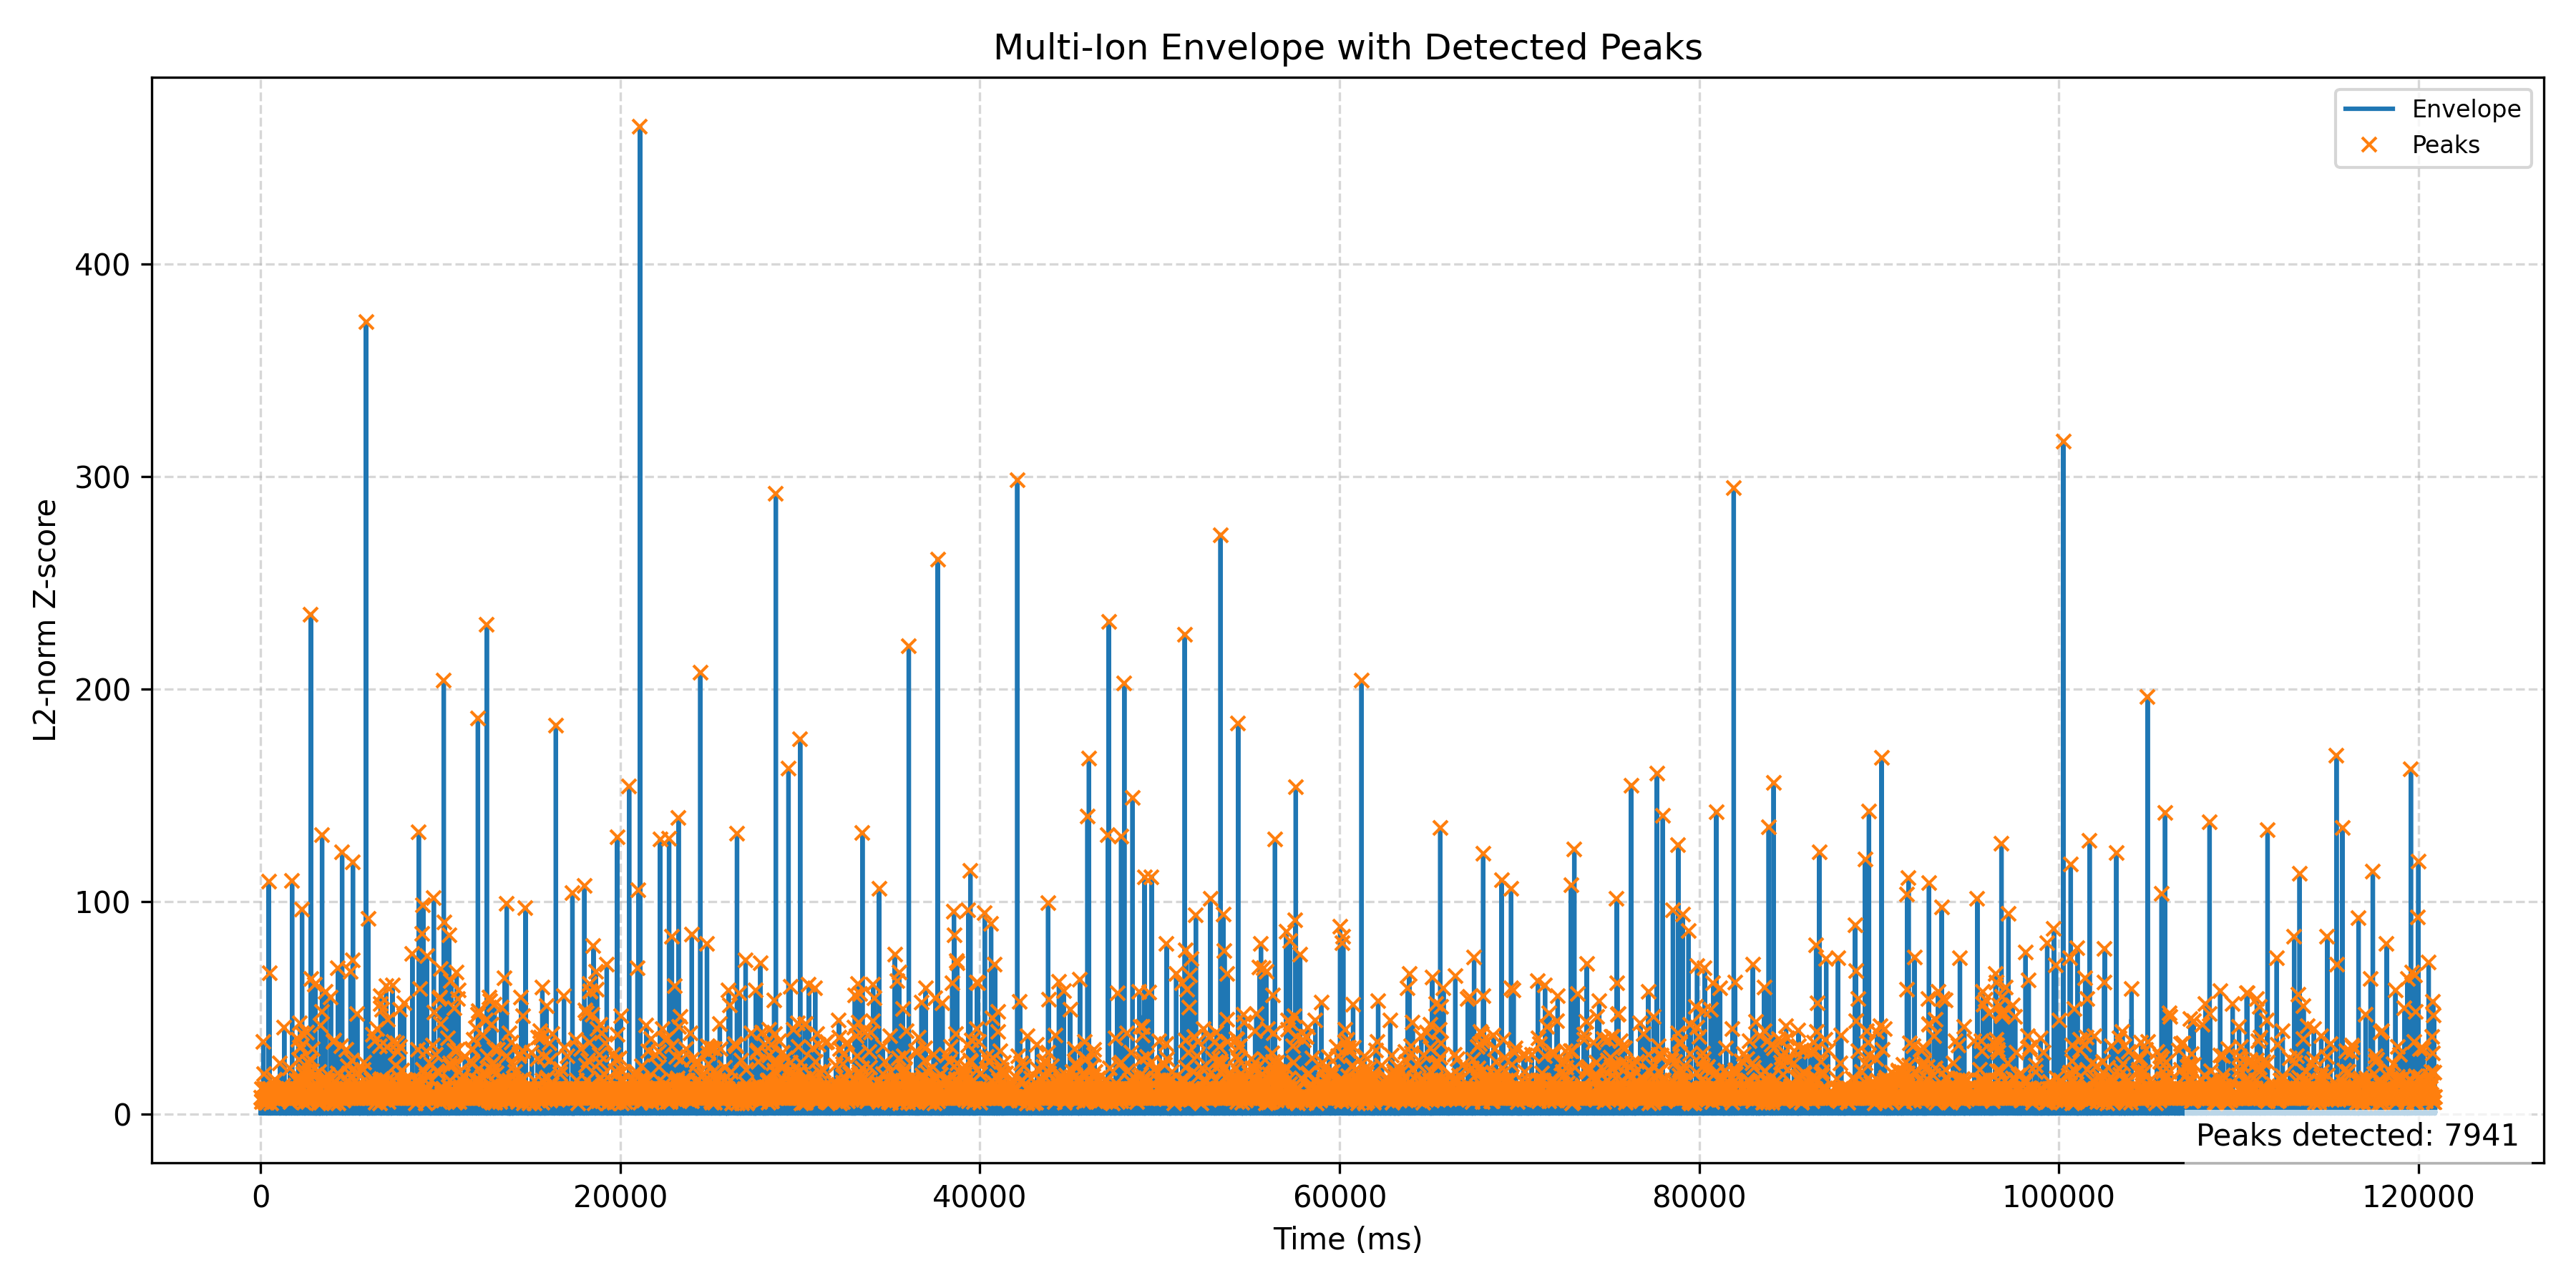 Multi-Ion Envelope with Detected Peaks
Envelope
Peaks
L2-norm Z-score
400
300
200
100
0
Peaks detected: 7941
0 20000 40000 60000 80000 100000 120000
Time (ms)